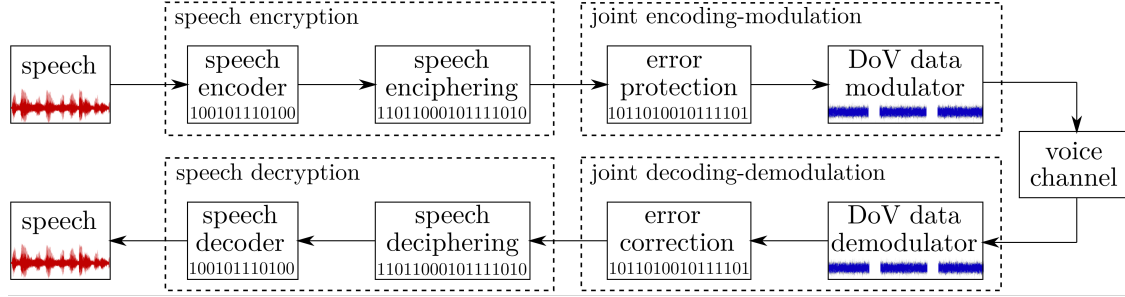 speech encryption
joint encoding-modulation
speech
speech
encoder
100101110100
speech
enciphering
11011000101111010
error
protection
1011010010111101
DoV data
modulator
voice
channel
speech decryption
joint decoding-demodulation
speech
speech
decoder
100101110100
speech
deciphering
11011000101111010
error
correction
1011010010111101
DoV data
demodulator